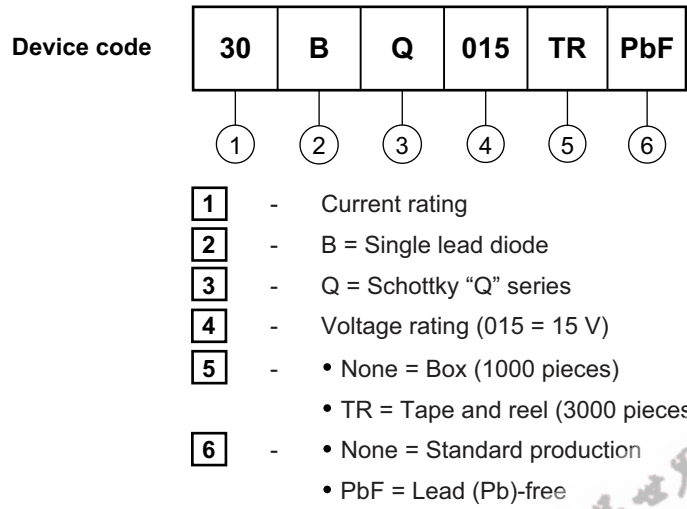 Device code 30 B Q 015 TR PbF
1 2 3 4 5 6
1 - Current rating
2 - B = Single lead diode
3 - Q = Schottky “Q” series
4 - Voltage rating (015 = 15 V)
5 - • None = Box (1000 pieces)
• TR = Tape and reel (3000 pieces
6 - • None = Standard production
• PbF = Lead (Pb)-free